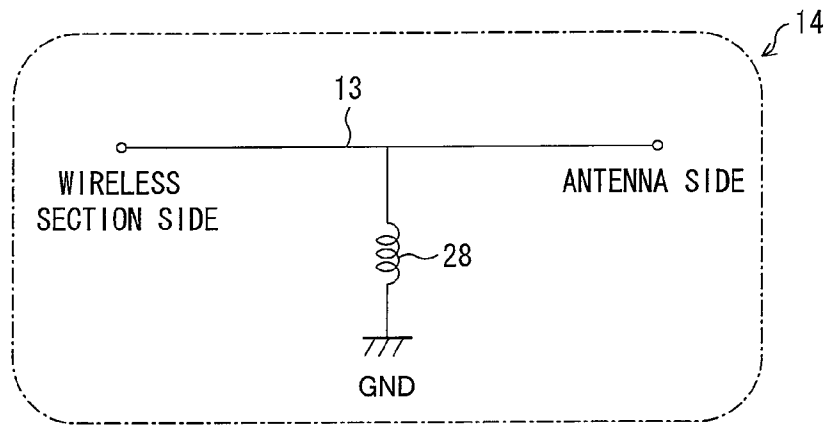 14
13
WIRELESS
SECTION SIDE
ANTENNA SIDE
28
GND